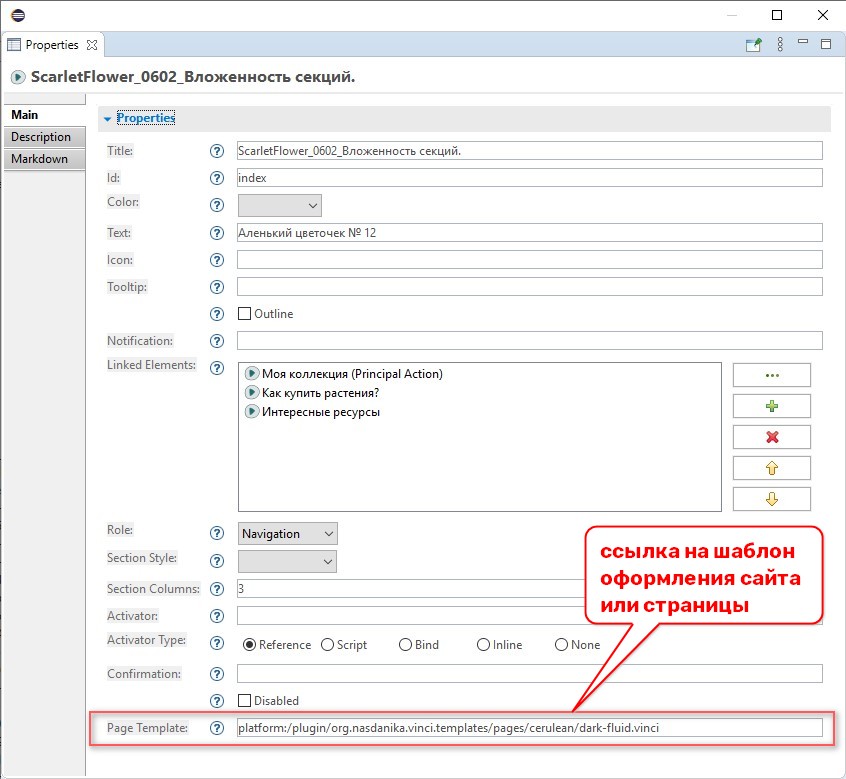 Properties
ScarletFlower_0602_Вложенность секций.
Main
Description
Markdown
Properties
Title: ScarletFlower_0602_Вложенность секций.
Id: index
Color:
Text: Аленький цветочек № 12
Icon:
Tooltip:
Outline
Notification:
Linked Elements:
Моя коллекция (Principal Action)
Как купить растения?
Интересные ресурсы
Role: Navigation
Section Style:
Section Columns: 3
Activator:
Activator Type: Reference Script Bind Inline None
Confirmation:
Disabled
Page Template: platform:/plugin/org.nasdanika.vinci.templates/pages/cerulean/dark-fluid.vinci
ссылка на шаблон
оформления сайта
или страницы